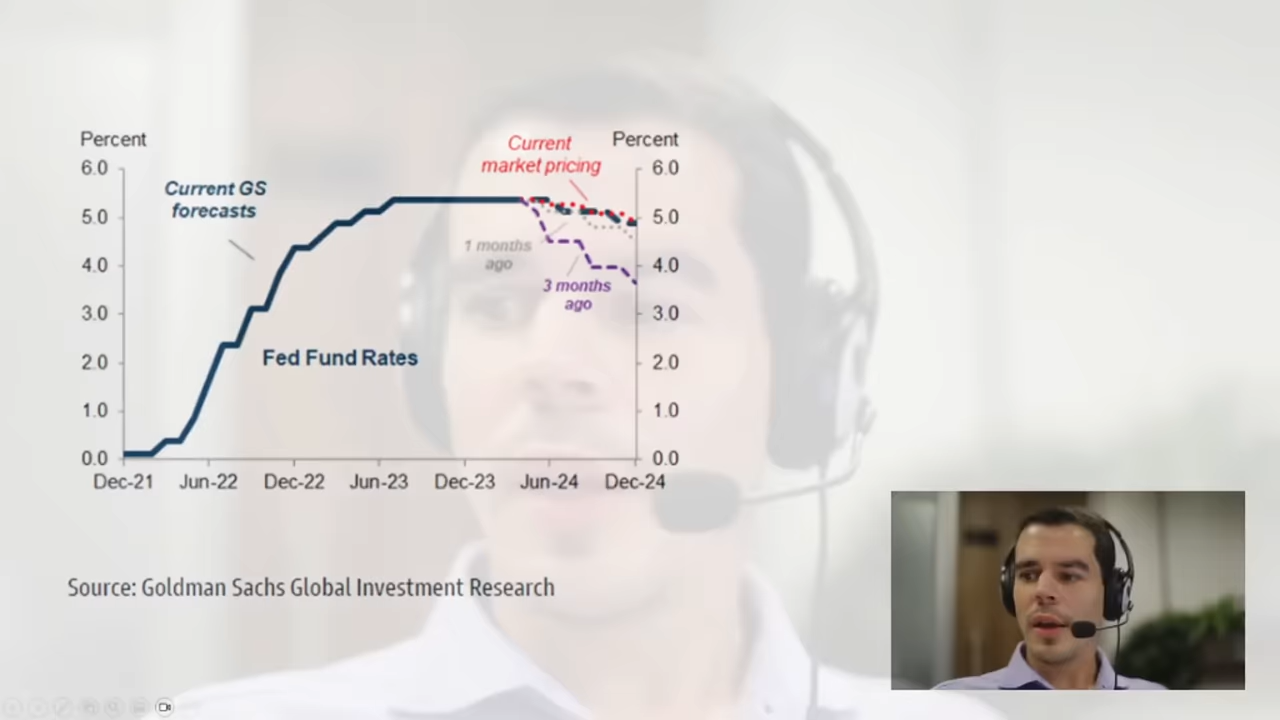 Percent
Percent
Current
market pricing
6.0
6.0
Current GS
forecasts
5.0
5.0
1 months
ago
4.0
4.0
3 months
ago
3.0
3.0
Fed Fund Rates
2.0
2.0
1.0
1.0
0.0
0.0
Dec-21 Jun-22 Dec-22 Jun-23 Dec-23 Jun-24 Dec-24
Source: Goldman Sachs Global Investment Research